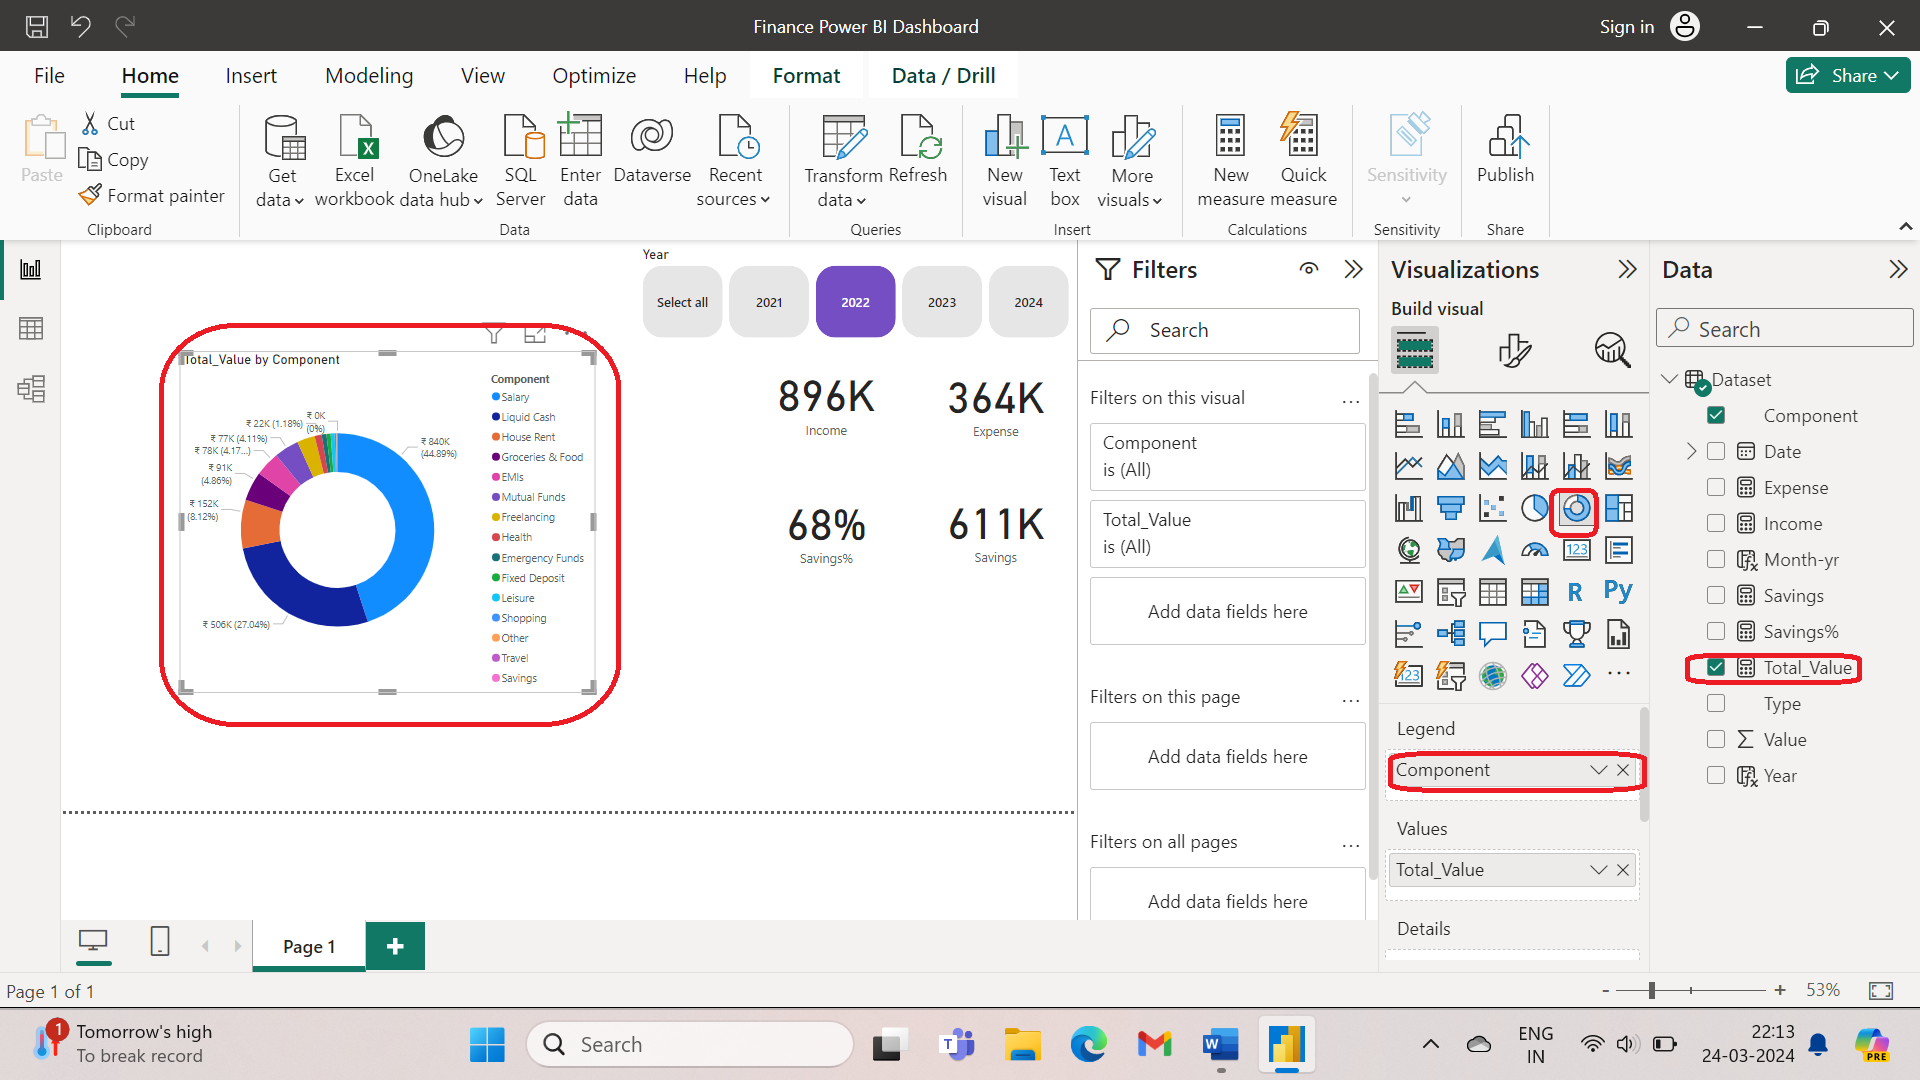 Finance Power BI Dashboard
Sign in
File
Home
Insert
Modeling
View
Optimize
Help
Format
Data / Drill
Share
Paste
Cut
Copy
Format painter
Clipboard
Get data
Excel workbook
OneLake data hub
SQL Server
Enter data
Dataverse
Recent sources
Data
Transform data
Refresh
Queries
New visual
Text box
More visuals
Insert
New measure
Quick measure
Calculations
Sensitivity
Sensitivity
Publish
Share
Year
Select all
2021
2022
2023
2024
Total_Value by Component
₹ 0K
(0%)
₹ 22K (1.18%)
₹ 77K (4.11%)
₹ 78K (4.17...)
₹ 91K
(4.86%)
₹ 152K
(8.12%)
₹ 506K (27.04%)
₹ 840K
(44.89%)
Component
Salary
Liquid Cash
House Rent
Groceries & Food
EMIs
Mutual Funds
Freelancing
Health
Emergency Funds
Fixed Deposit
Leisure
Shopping
Other
Travel
Savings
896K
Income
364K
Expense
68%
Savings%
611K
Savings
Filters
Search
Filters on this visual
...
Component
is (All)
Total_Value
is (All)
Add data fields here
Filters on this page
...
Add data fields here
Filters on all pages
...
Add data fields here
Visualizations
Build visual
123
R
Py
123
...
Legend
Component
Values
Total_Value
Details
Data
Search
Dataset
Component
Date
Expense
Income
Month-yr
Savings
Savings%
Total_Value
Type
Value
Year
Page 1
Page 1 of 1
- + 53%
1
Tomorrow's high
To break record
Search
ENG
IN
22:13
24-03-2024
PRE